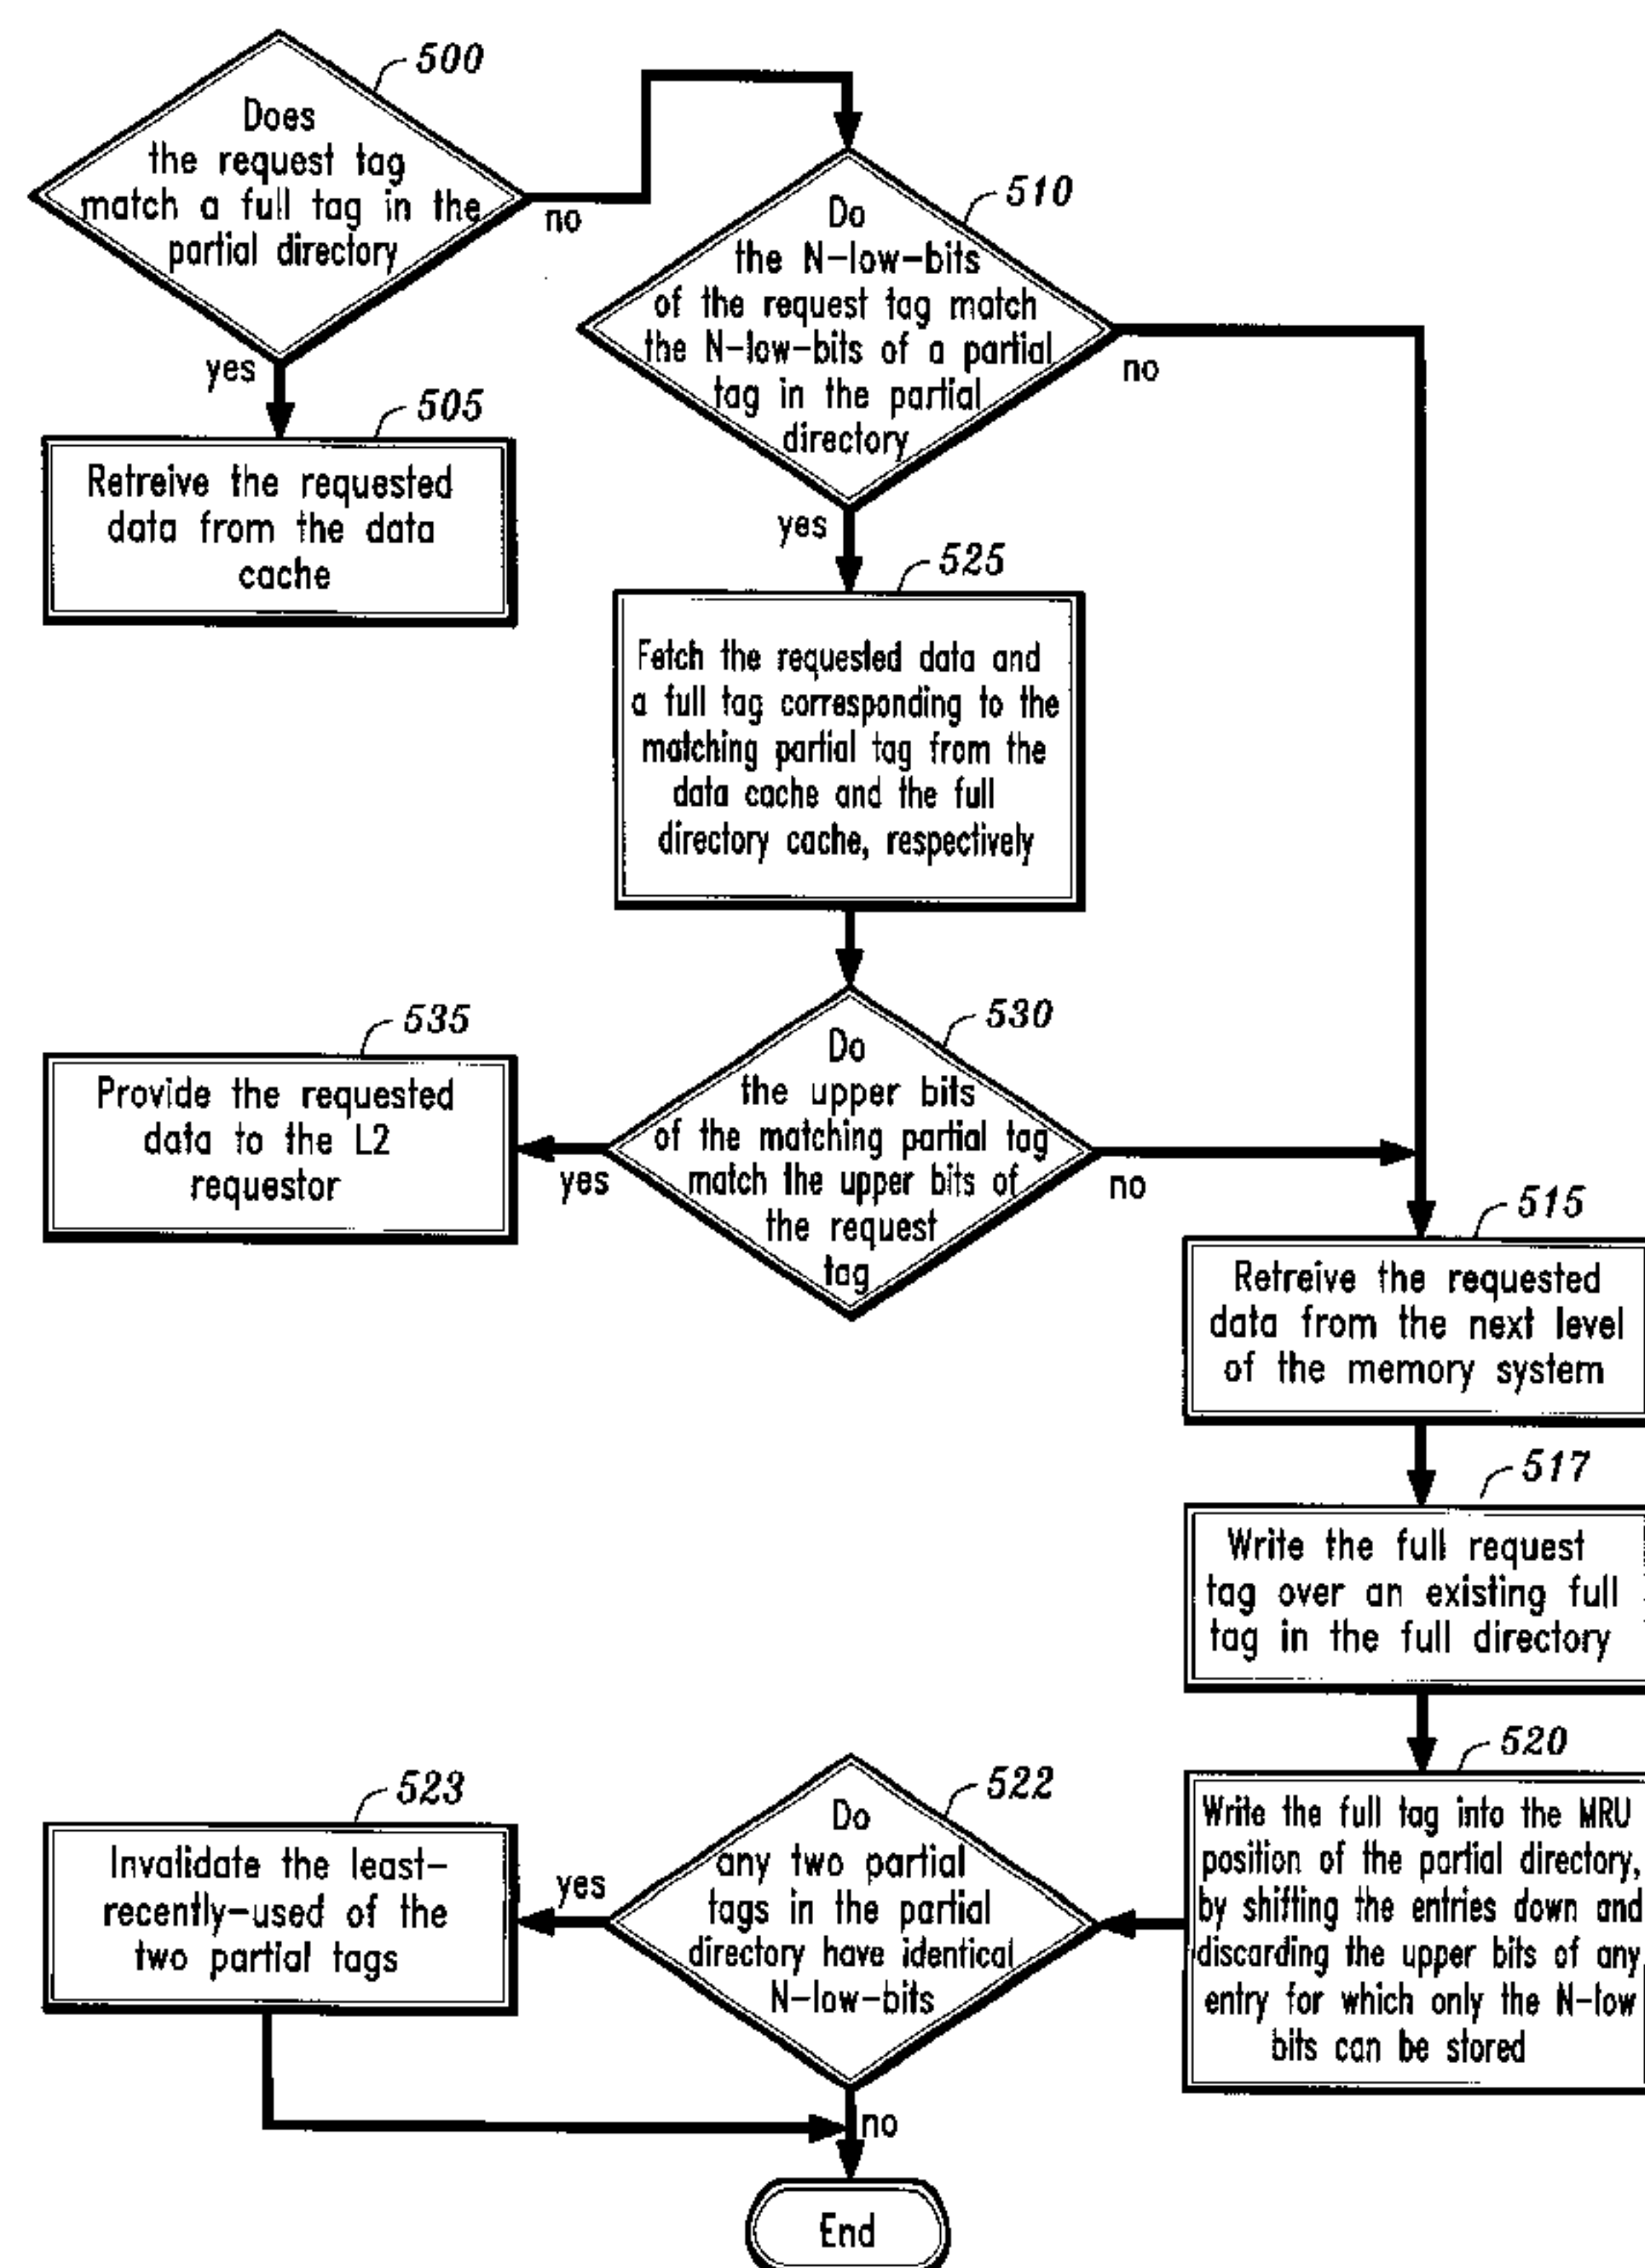 500
Does
the request tag
match a full tag in the
partial directory
no
yes
505
Retreive the requested
data from the data
cache
510
Do
the N-low-bits
of the request tag match
the N-low-bits of a partial
tag in the partial
directory
no
yes
525
Fetch the requested data and
a full tag corresponding to the
matching partial tag from the
data cache and the full
directory cache, respectively
530
Do
the upper bits
of the matching partial tag
match the upper bits of
the request
tag
yes
no
535
Provide the requested
data to the L2
requestor
515
Retreive the requested
data from the next level
of the memory system
517
Write the full request
tag over an existing full
tag in the full directory
520
Write the full tag into the MRU
position of the partial directory,
by shifting the entries down and
discarding the upper bits of any
entry for which only the N-low
bits can be stored
522
Do
any two partial
tags in the partial
directory have identical
N-low-bits
yes
no
523
Invalidate the least-
recently-used of the
two partial tags
End